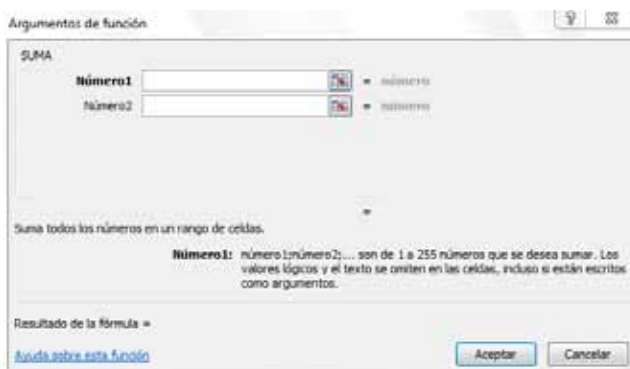 Argumentos de función
SUMA
Número1 = número
Número2 = número
=
Suma todos los números en un rango de celdas.
Número1: número1;número2;... son de 1 a 255 números que se desea sumar. Los
valores lógicos y el texto se omiten en las celdas, incluso si están escritos
como argumentos.
Resultado de la fórmula =
Ayuda sobre esta función
Aceptar Cancelar